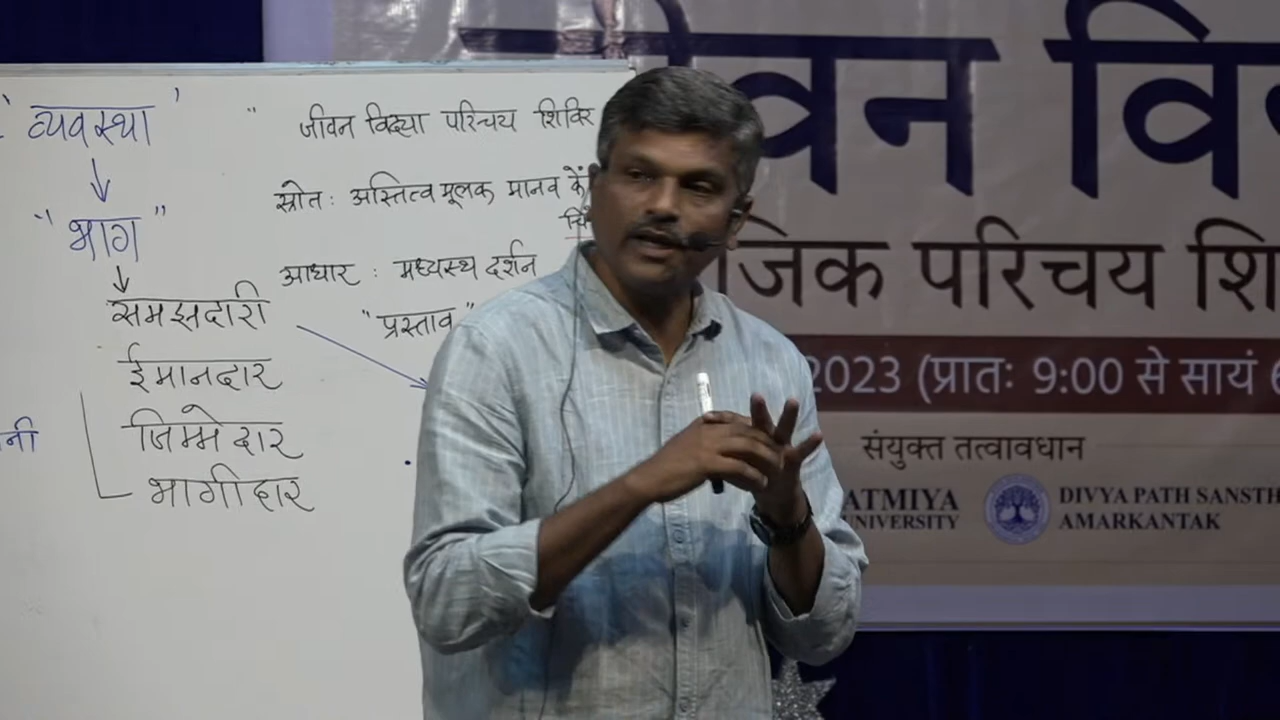 " व्यवस्था "
" भाग "
समझदारी
ईमानदार
जिम्मेदार
भागीदार
नी
" जीवन विद्या परिचय शिविर
स्रोत : अस्तित्व मूलक मानव कें
चिं
आधार : मध्यस्थ दर्शन
" प्रस्ताव "
जीवन वि
जिक परिचय शि
2023 (प्रातः 9:00 से सायं 6
संयुक्त तत्वावधान
ATMIYA
UNIVERSITY
DIVYA PATH SANSTH
AMARKANTAK